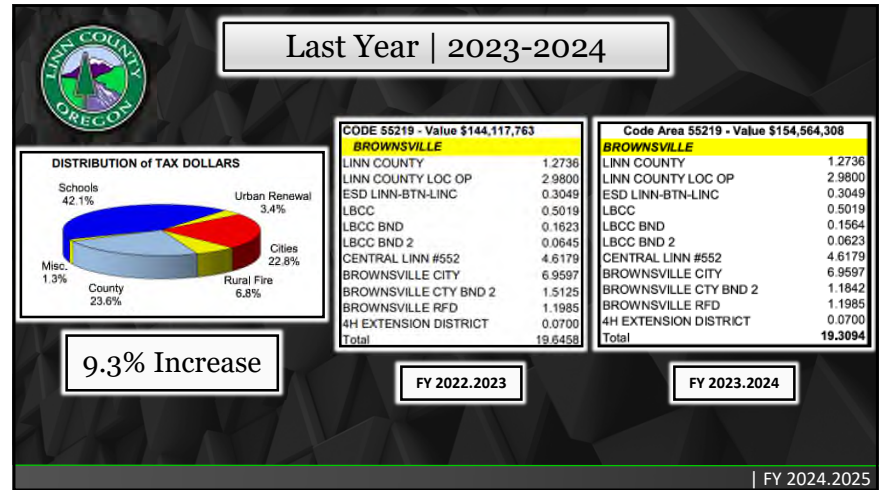 LINN COUNTY
OREGON
Last Year | 2023-2024
DISTRIBUTION of TAX DOLLARS
Schools
42.1%
Urban Renewal
3.4%
Cities
22.8%
Rural Fire
6.8%
County
23.6%
Misc.
1.3%
9.3% Increase
CODE 55219 - Value $144,117,763
BROWNSVILLE
LINN COUNTY 1.2736
LINN COUNTY LOC OP 2.9800
ESD LINN-BTN-LINC 0.3049
LBCC 0.5019
LBCC BND 0.1623
LBCC BND 2 0.0645
CENTRAL LINN #552 4.6179
BROWNSVILLE CITY 6.9597
BROWNSVILLE CTY BND 2 1.5125
BROWNSVILLE RFD 1.1985
4H EXTENSION DISTRICT 0.0700
Total 19.6458
FY 2022.2023
Code Area 55219 - Value $154,564,308
BROWNSVILLE
LINN COUNTY 1.2736
LINN COUNTY LOC OP 2.9800
ESD LINN-BTN-LINC 0.3049
LBCC 0.5019
LBCC BND 0.1564
LBCC BND 2 0.0623
CENTRAL LINN #552 4.6179
BROWNSVILLE CITY 6.9597
BROWNSVILLE CTY BND 2 1.1842
BROWNSVILLE RFD 1.1985
4H EXTENSION DISTRICT 0.0700
Total 19.3094
FY 2023.2024
| FY 2024.2025